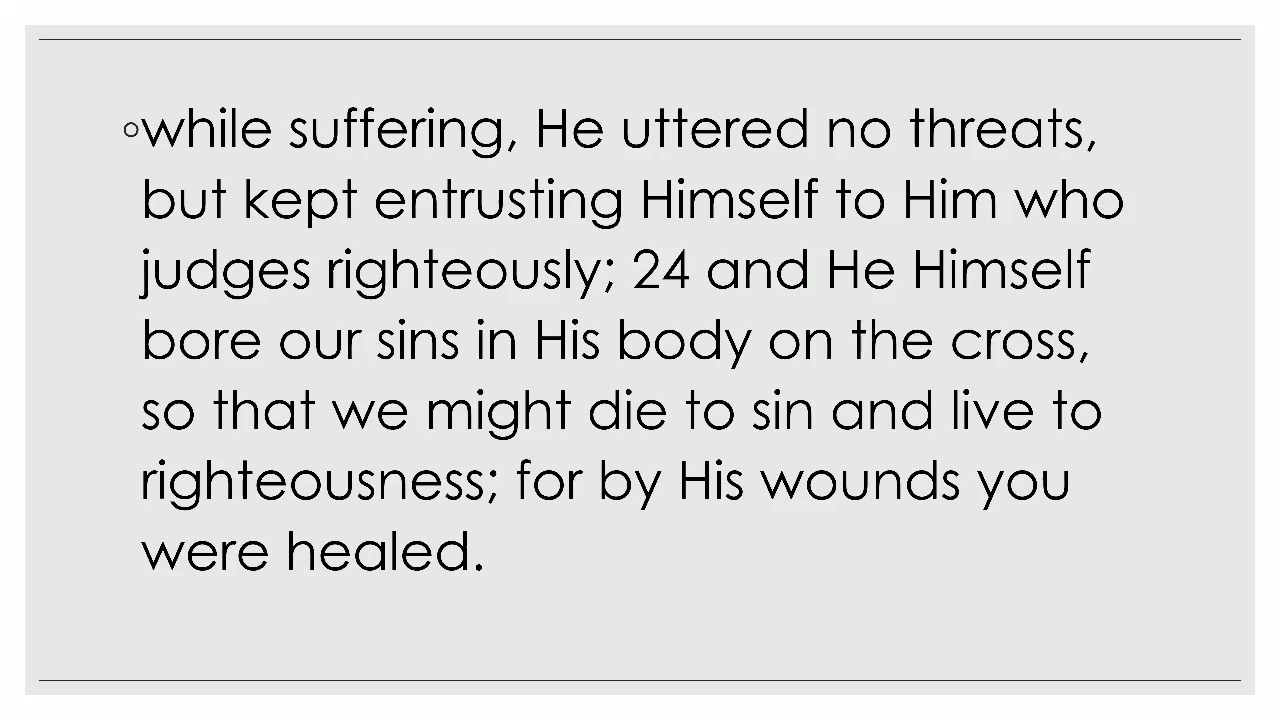 ◦while suffering, He uttered no threats,
but kept entrusting Himself to Him who
judges righteously; 24 and He Himself
bore our sins in His body on the cross,
so that we might die to sin and live to
righteousness; for by His wounds you
were healed.